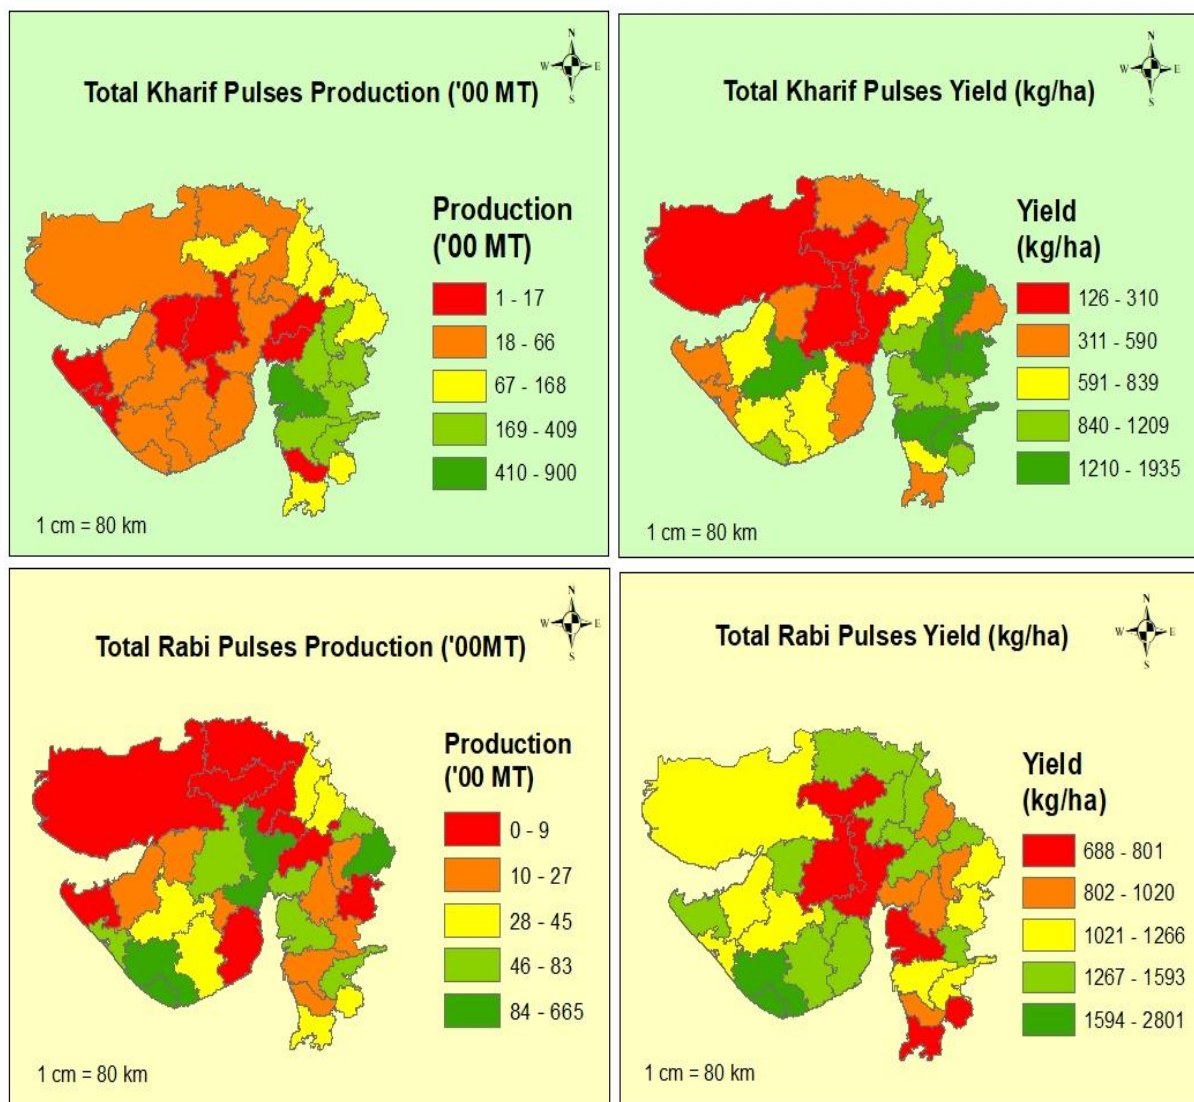 N
W E
S
Total Kharif Pulses Production ('00 MT)
Production
('00 MT)
1 - 17
18 - 66
67 - 168
169 - 409
410 - 900
1 cm = 80 km
N
W E
S
Total Kharif Pulses Yield (kg/ha)
Yield
(kg/ha)
126 - 310
311 - 590
591 - 839
840 - 1209
1210 - 1935
1 cm = 80 km
N
W E
S
Total Rabi Pulses Production ('00MT)
Production
('00 MT)
0 - 9
10 - 27
28 - 45
46 - 83
84 - 665
1 cm = 80 km
N
W E
S
Total Rabi Pulses Yield (kg/ha)
Yield
(kg/ha)
688 - 801
802 - 1020
1021 - 1266
1267 - 1593
1594 - 2801
1 cm = 80 km